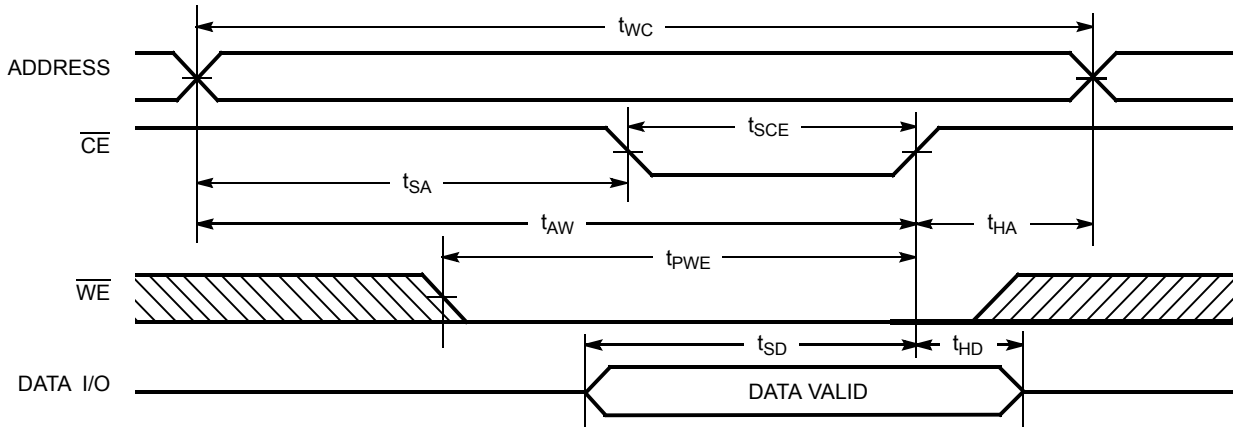 tWC
ADDRESS
CE
tSCE
tSA
tAW
tHA
tPWE
WE
tSD
tHD
DATA I/O
DATA VALID